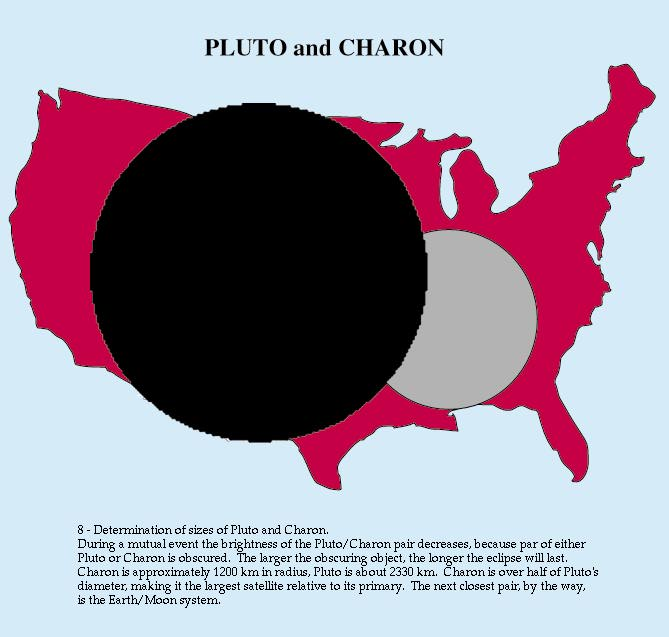 PLUTO and CHARON
8 - Determination of sizes of Pluto and Charon.
During a mutual event the brightness of the Pluto/Charon pair decreases, because par of either
Pluto or Charon is obscured.  The larger the obscuring object, the longer the eclipse will last.
Charon is approximately 1200 km in radius, Pluto is about 2330 km.  Charon is over half of Pluto's
diameter, making it the largest satellite relative to its primary.  The next closest pair, by the way,
is the Earth/Moon system.